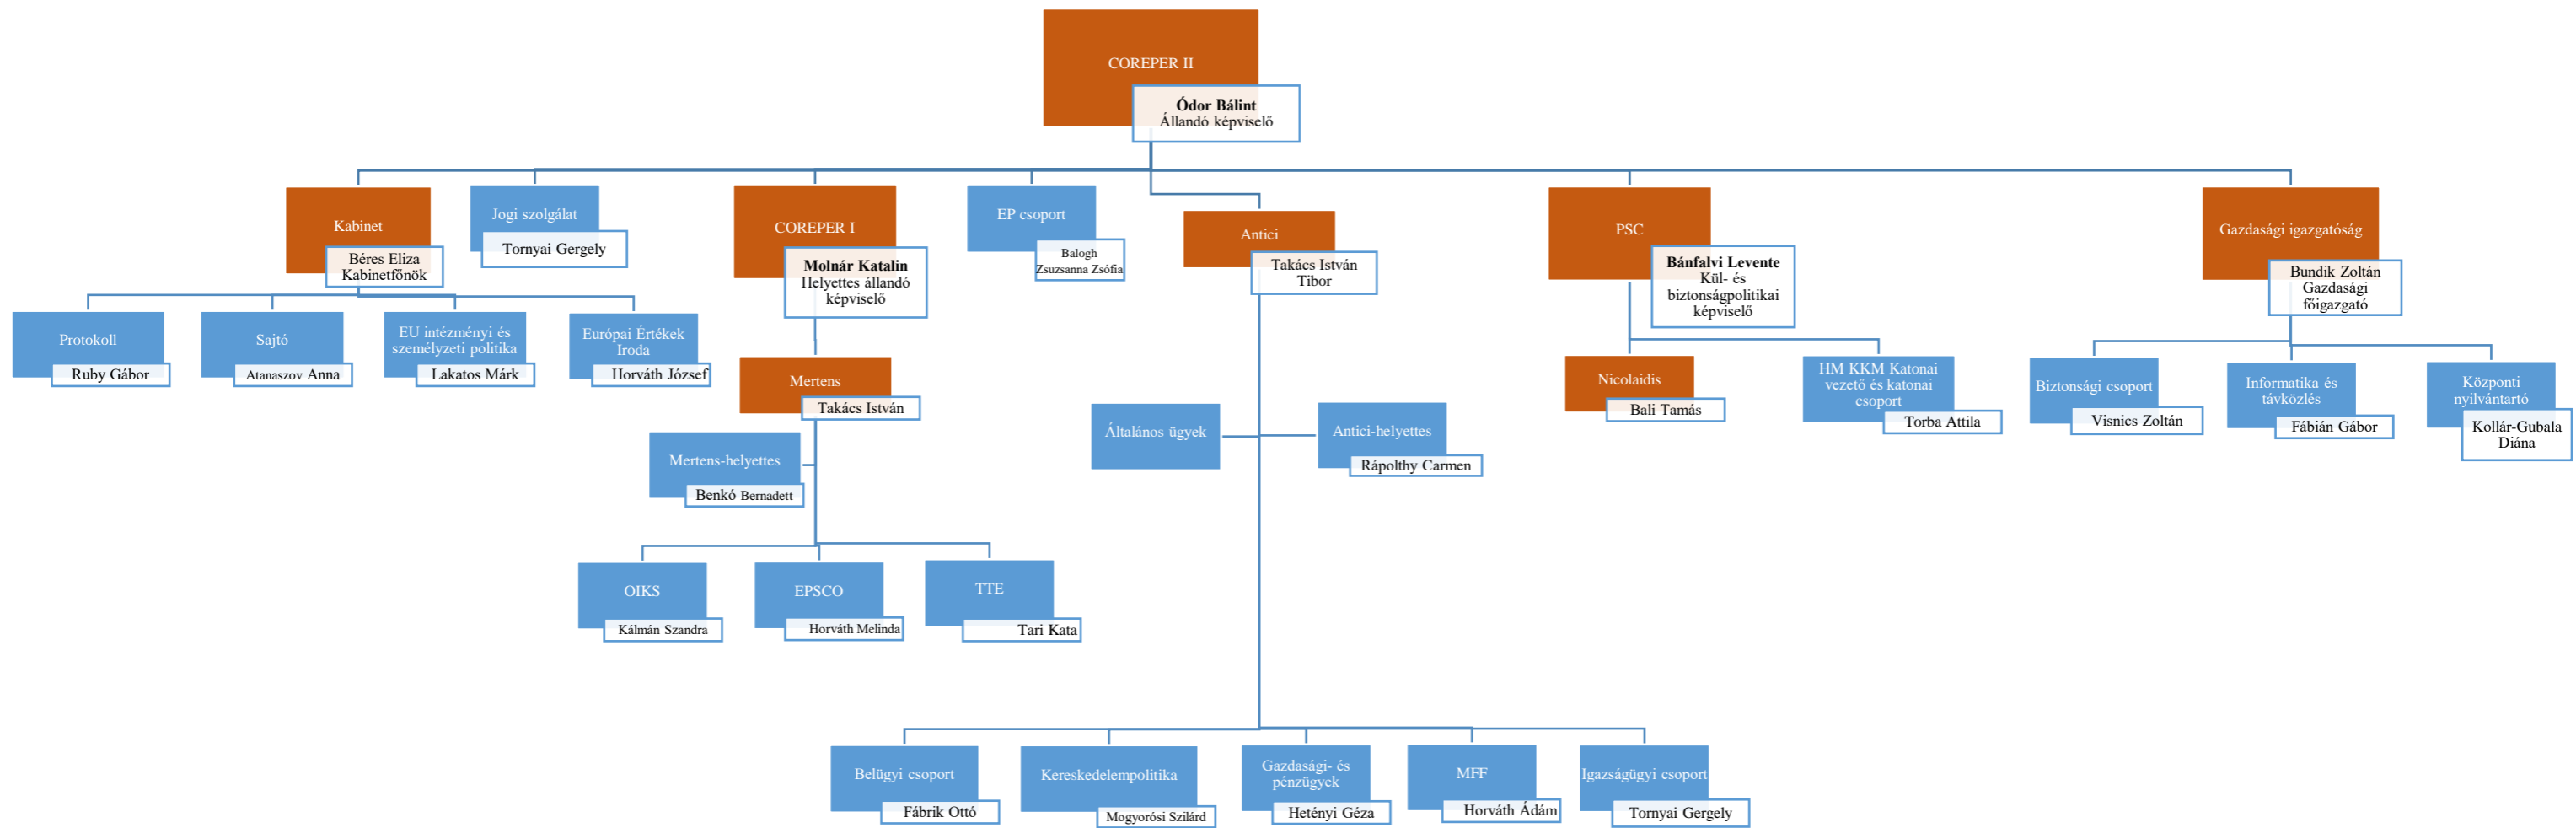 COREPER II
Ódor Bálint
Állandó képviselő
Kabinet
Béres Eliza
Kabinetfőnök
Jogi szolgálat
Tornyai Gergely
COREPER I
Molnár Katalin
Helyettes állandó
képviselő
EP csoport
Balogh
Zsuzsanna Zsófia
Antici
Takács István
Tibor
PSC
Bánfalvi Levente
Kül- és
biztonságpolitikai
képviselő
Gazdasági igazgatóság
Bundik Zoltán
Gazdasági
főigazgató
Protokoll
Ruby Gábor
Sajtó
Atanaszov Anna
EU intézményi és
személyzeti politika
Lakatos Márk
Európai Értékek
Iroda
Horváth József
Mertens
Takács István
Nicolaidis
Bali Tamás
HM KKM Katonai
vezető és katonai
csoport
Torba Attila
Biztonsági csoport
Visnics Zoltán
Informatika és
távközlés
Fábián Gábor
Központi
nyilvántartó
Kollár-Gubala
Diána
Mertens-helyettes
Benkó Bernadett
Általános ügyek
Antici-helyettes
Rápolthy Carmen
OIKS
Kálmán Szandra
EPSCO
Horváth Melinda
TTE
Tari Kata
Belügyi csoport
Fábrik Ottó
Kereskedelempolitika
Mogyorósi Szilárd
Gazdasági- és
pénzügyek
Hetényi Géza
MFF
Horváth Ádám
Igazságügyi csoport
Tornyai Gergely